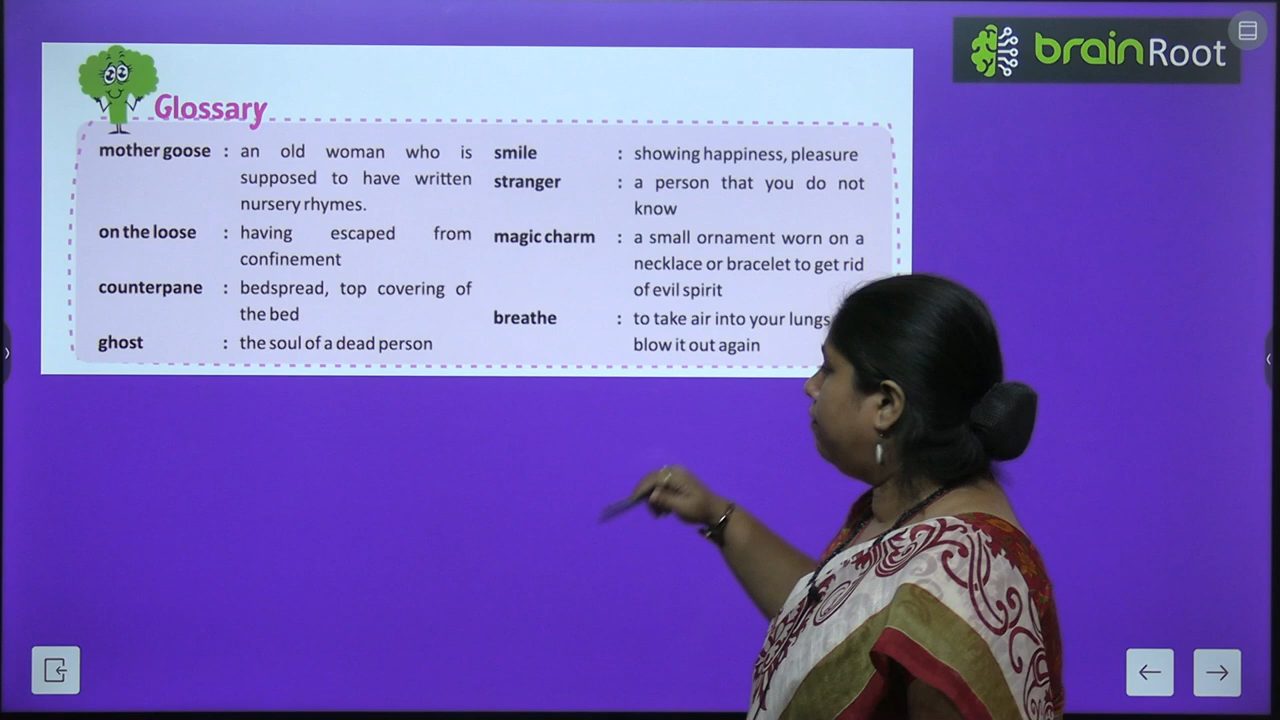 brainRoot
Glossary
mother goose : an old woman who is
supposed to have written
nursery rhymes.
on the loose : having escaped from
confinement
counterpane : bedspread, top covering of
the bed
ghost : the soul of a dead person
smile : showing happiness, pleasure
stranger : a person that you do not
know
magic charm : a small ornament worn on a
necklace or bracelet to get rid
of evil spirit
breathe : to take air into your lungs
blow it out again